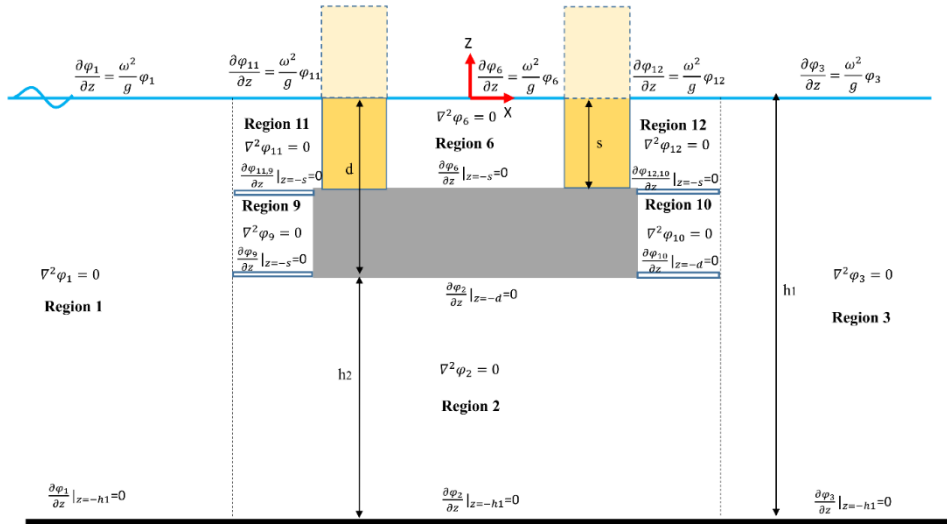 Z
∂φ₁/∂z = ω²/g φ₁
∂φ₁₁/∂z = ω²/g φ₁₁
∂φ₆/∂z = ω²/g φ₆
∂φ₁₂/∂z = ω²/g φ₁₂
∂φ₃/∂z = ω²/g φ₃
X
∇²φ₆ = 0
Region 11
Region 6
Region 12
∇²φ₁₁ = 0
s
∇²φ₁₂ = 0
d
∂φ₁₁,₉/∂z |z=−s=0
∂φ₆/∂z |z=−s=0
∂φ₁₂,₁₀/∂z |z=−s=0
Region 9
Region 10
∇²φ₉ = 0
∇²φ₁₀ = 0
∂φ₉/∂z |z=−s=0
∂φ₁₀/∂z |z=−d=0
∇²φ₁ = 0
∇²φ₃ = 0
Region 1
∂φ₂/∂z |z=−d=0
h1
Region 3
h2
∇²φ₂ = 0
Region 2
∂φ₁/∂z |z=−h1=0
∂φ₂/∂z |z=−h1=0
∂φ₃/∂z |z=−h1=0